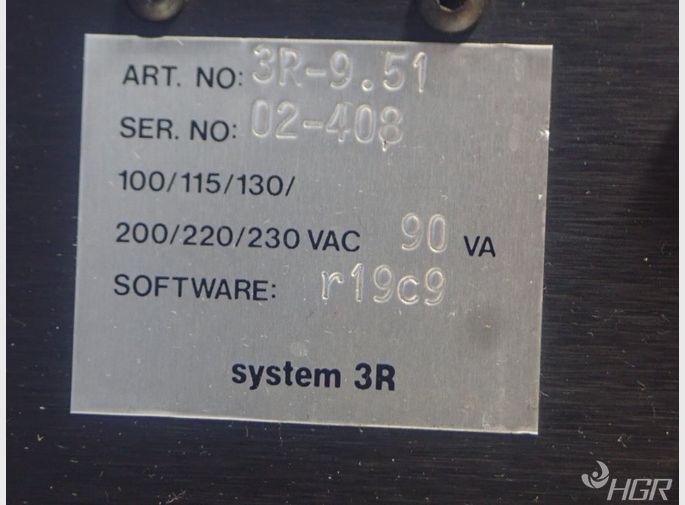 ART. NO: 3R-9.51
SER. NO: 02-408
100/115/130/
200/220/230 VAC 90 VA
SOFTWARE: r19c9
system 3R
HGR